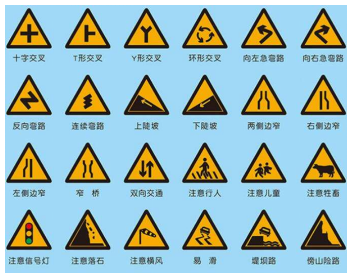 十字交叉 T形交叉 Y形交叉 环形交叉 向左急弯路 向右急弯路
反向弯路 连续弯路 上陡坡 下陡坡 两侧边窄 右侧边窄
左侧边窄 窄桥 双向交通 注意行人 注意儿童 注意牲畜
注意信号灯 注意落石 注意横风 易滑 堤坝路 傍山险路